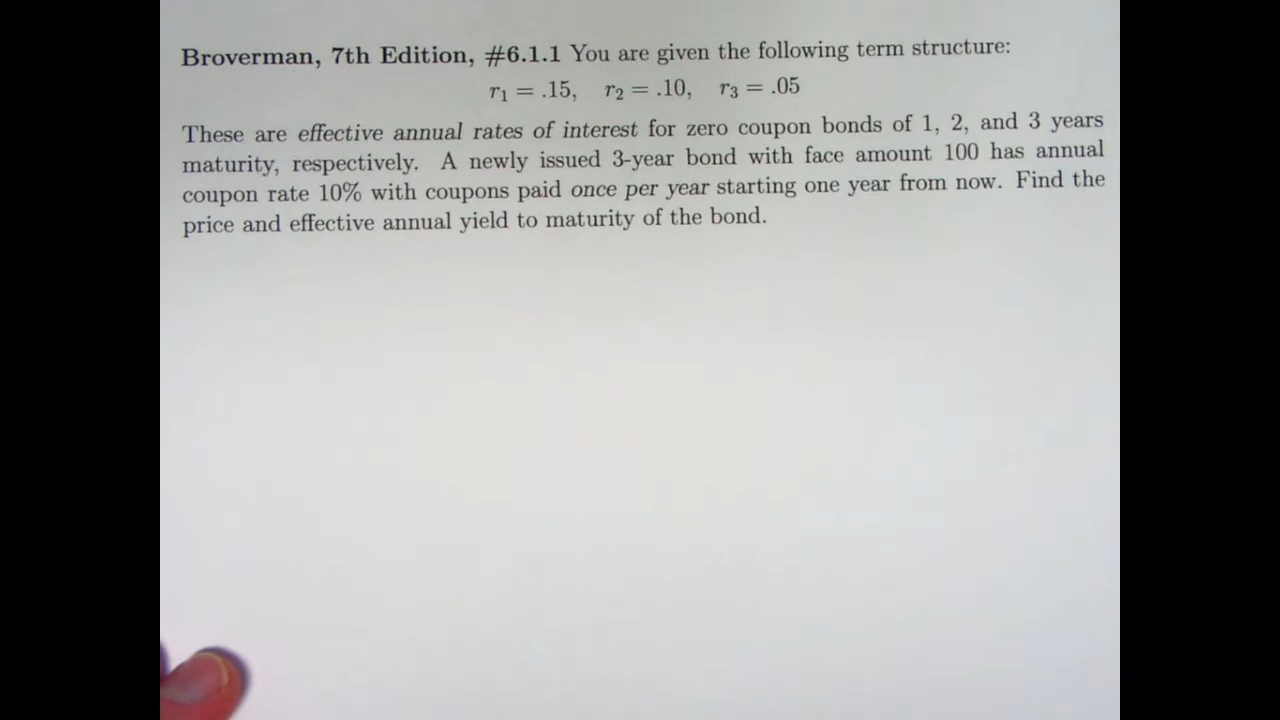 Broverman, 7th Edition, #6.1.1 You are given the following term structure:
r₁ = .15, r₂ = .10, r₃ = .05
These are effective annual rates of interest for zero coupon bonds of 1, 2, and 3 years
maturity, respectively. A newly issued 3-year bond with face amount 100 has annual
coupon rate 10% with coupons paid once per year starting one year from now. Find the
price and effective annual yield to maturity of the bond.